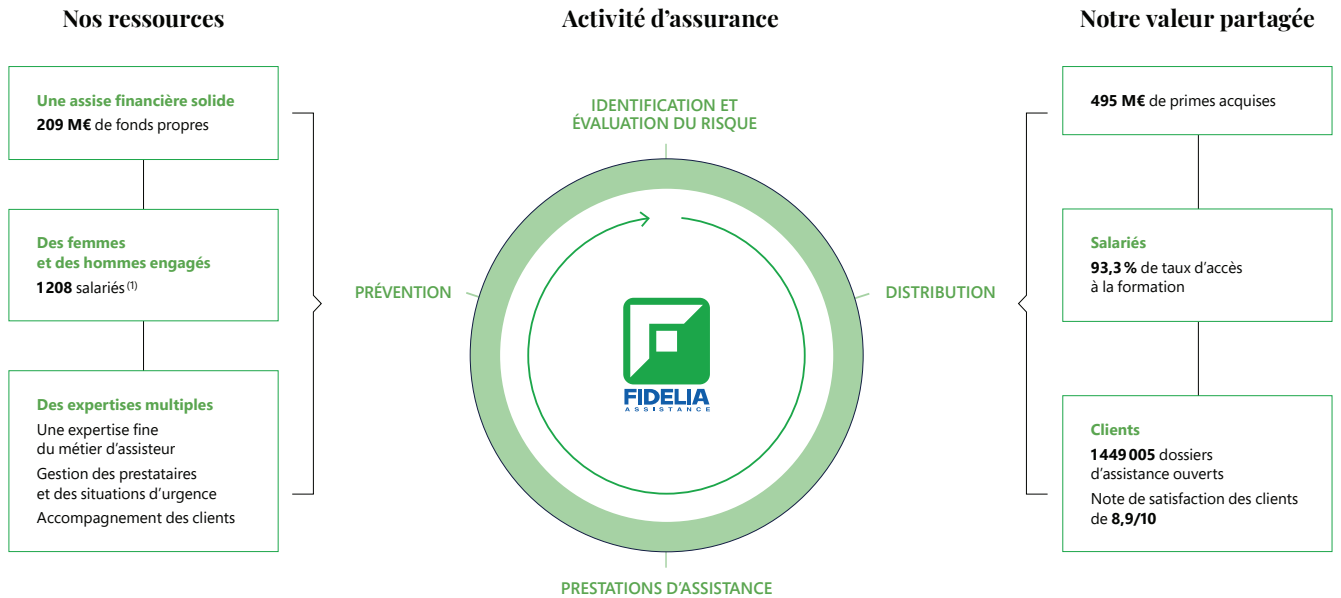 Nos ressources
Une assise financière solide
209 M€ de fonds propres
Des femmes
et des hommes engagés
1208 salariés (1)
Des expertises multiples
Une expertise fine
du métier d'assisteur
Gestion des prestataires
et des situations d'urgence
Accompagnement des clients
Activité d'assurance
IDENTIFICATION ET
ÉVALUATION DU RISQUE
PRÉVENTION
DISTRIBUTION
FIDELIA
ASSISTANCE
PRESTATIONS D'ASSISTANCE
Notre valeur partagée
495 M€ de primes acquises
Salariés
93,3 % de taux d'accès
à la formation
Clients
1 449 005 dossiers
d'assistance ouverts
Note de satisfaction des clients
de 8,9/10